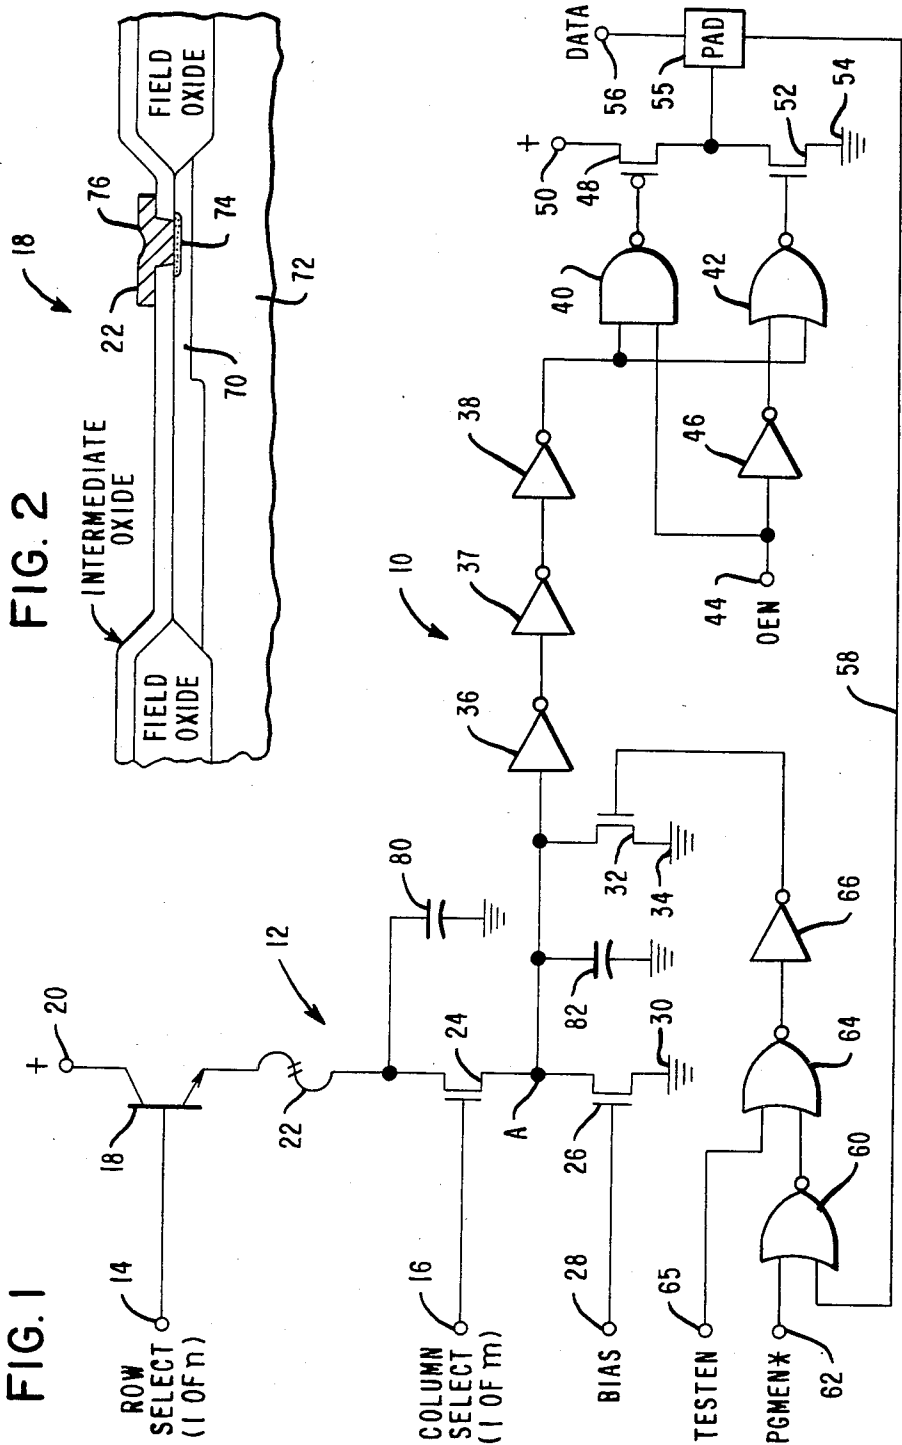 FIG. 1
ROW
SELECT
(1 OF n)
14
18
+
20
22
12
80
COLUMN
SELECT
(1 OF m)
16
24
A
BIAS
28
26
30
82
32
34
TESTEN
65
PGMEN*
62
60
64
66
58
10
36
37
38
OEN
44
46
40
42
+
50
48
52
54
DATA
56
55
PAD
FIG. 2
18
INTERMEDIATE
OXIDE
FIELD
OXIDE
FIELD
OXIDE
22
76
70
74
72